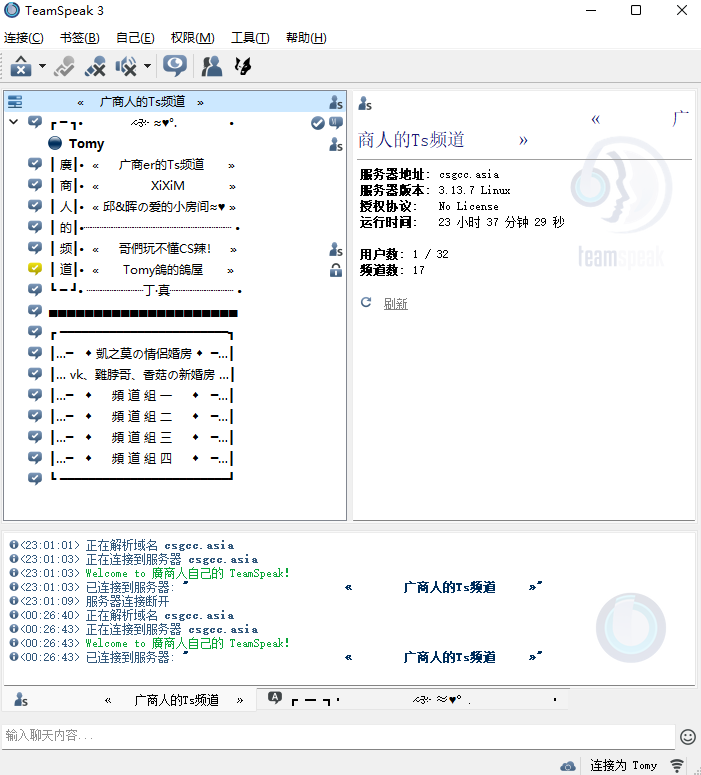 TeamSpeak 3
连接(C) 书签(B) 自己(E) 权限(M) 工具(T) 帮助(H)
« 广商人的Ts频道 »
┏ ━ ┓• ≈♥°. •
Tomy
┃廣┃• « 广商er的Ts频道 »
┃商┃• « XiXiM »
┃人┃• « 邱&晖の爱的小房间≈♥ »
┃的┃•┈┈┈┈┈┈┈┈┈┈┈┈ •
┃频┃• « 哥們玩不懂CS辣！ »
┃道┃• « Tomy鴿的鴿屋 »
┗ ━ ┛• ┈┈┈┈┈丁·真┈┈┈┈┈ •
┏━━━━━━━━━━━━━━━┓
┃...━ ◆ 凱之莫の情侣婚房 ◆ ━...┃
┃... vk、雞脖哥、香菇の新婚房 ...┃
┃...━ ◆ 頻 道 組 一 ◆ ━...┃
┃...━ ◆ 頻 道 組 二 ◆ ━...┃
┃...━ ◆ 頻 道 組 三 ◆ ━...┃
┃...━ ◆ 頻 道 組 四 ◆ ━...┃
┗━━━━━━━━━━━━━━━┛
« 广
商人的Ts频道 »
服务器地址: csgcc.asia
服务器版本: 3.13.7 Linux
授权协议: No License
运行时间: 23 小时 37 分钟 29 秒
用户数: 1 / 32
频道数: 17
刷新
teamspeak
<23:01:01> 正在解析域名 csgcc.asia
<23:01:03> 正在连接到服务器 csgcc.asia
<23:01:03> Welcome to 廣商人自己的 TeamSpeak!
<23:01:03> 已连接到服务器: " « 广商人的Ts频道 »"
<23:01:09> 服务器连接断开
<00:26:40> 正在解析域名 csgcc.asia
<00:26:43> 正在连接到服务器 csgcc.asia
<00:26:43> Welcome to 廣商人自己的 TeamSpeak!
<00:26:43> 已连接到服务器: " « 广商人的Ts频道 »"
« 广商人的Ts频道 » ┏ ━ ┓• ≈♥° . •
输入聊天内容...
连接为 Tomy